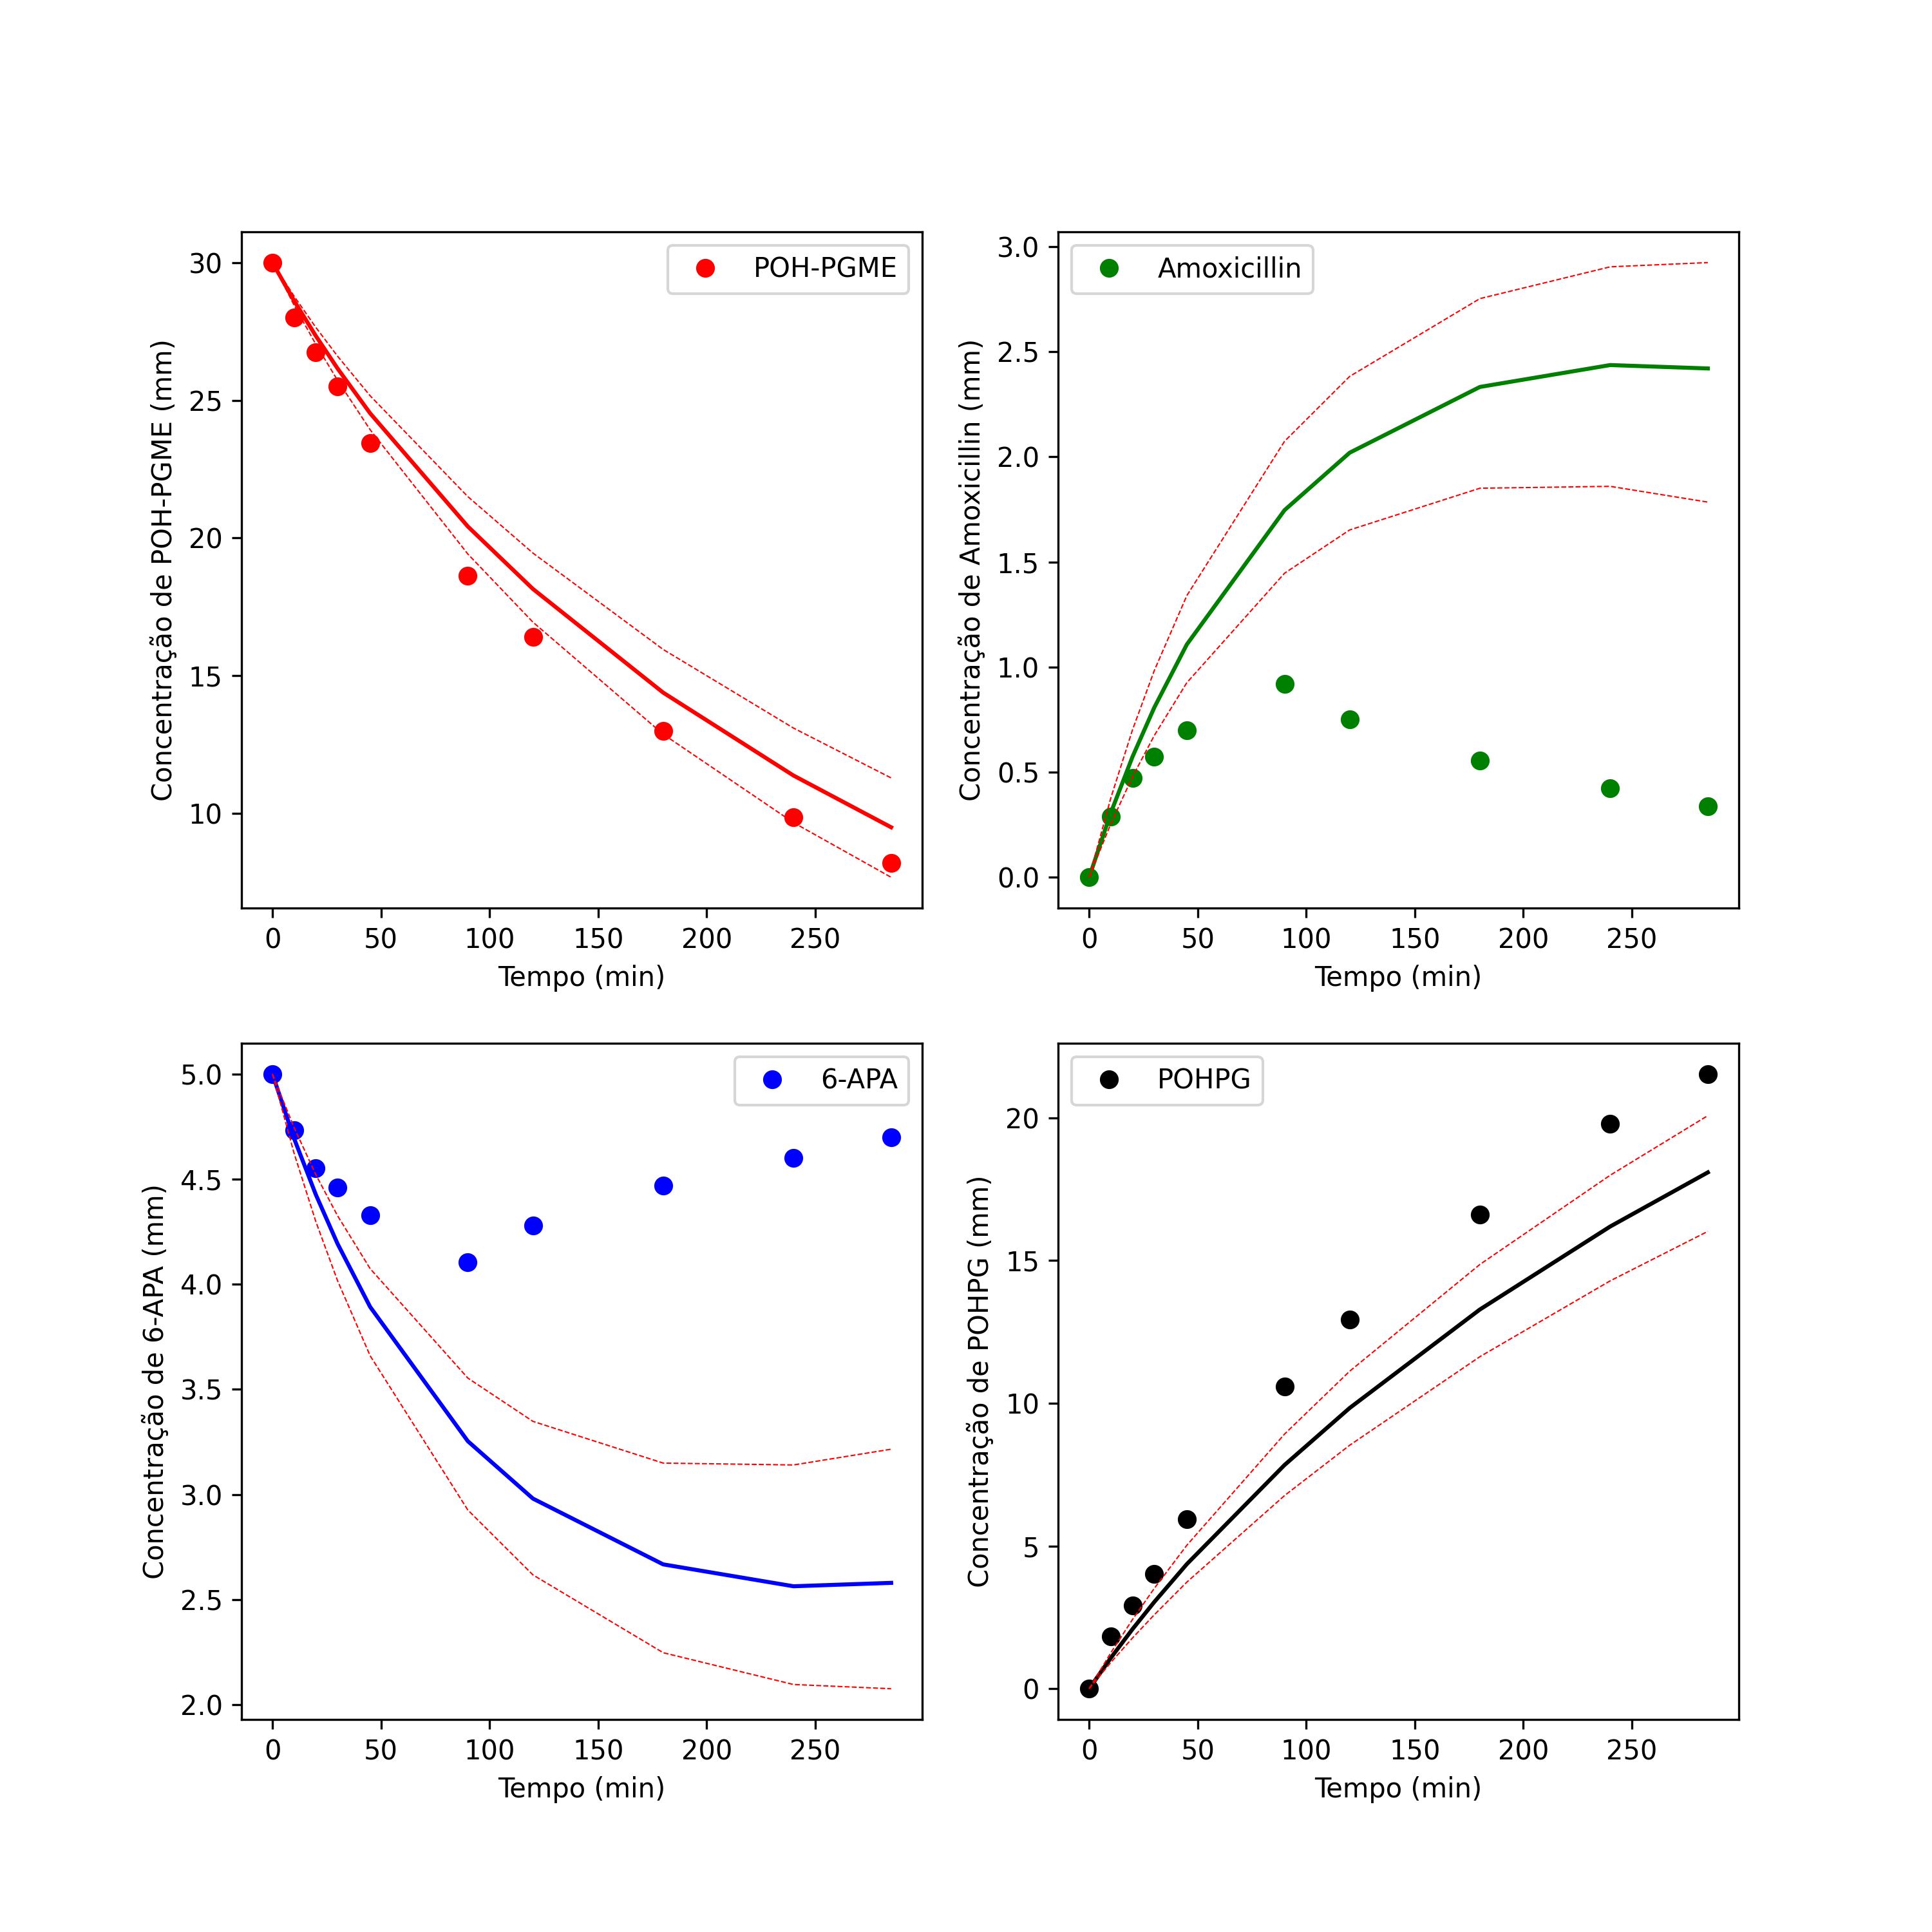 POH-PGME
Concentração de POH-PGME (mm)
30
25
20
15
10
0 50 100 150 200 250
Tempo (min)
Amoxicillin
Concentração de Amoxicillin (mm)
3.0
2.5
2.0
1.5
1.0
0.5
0.0
0 50 100 150 200 250
Tempo (min)
6-APA
Concentração de 6-APA (mm)
5.0
4.5
4.0
3.5
3.0
2.5
2.0
0 50 100 150 200 250
Tempo (min)
POHPG
Concentração de POHPG (mm)
20
15
10
5
0
0 50 100 150 200 250
Tempo (min)